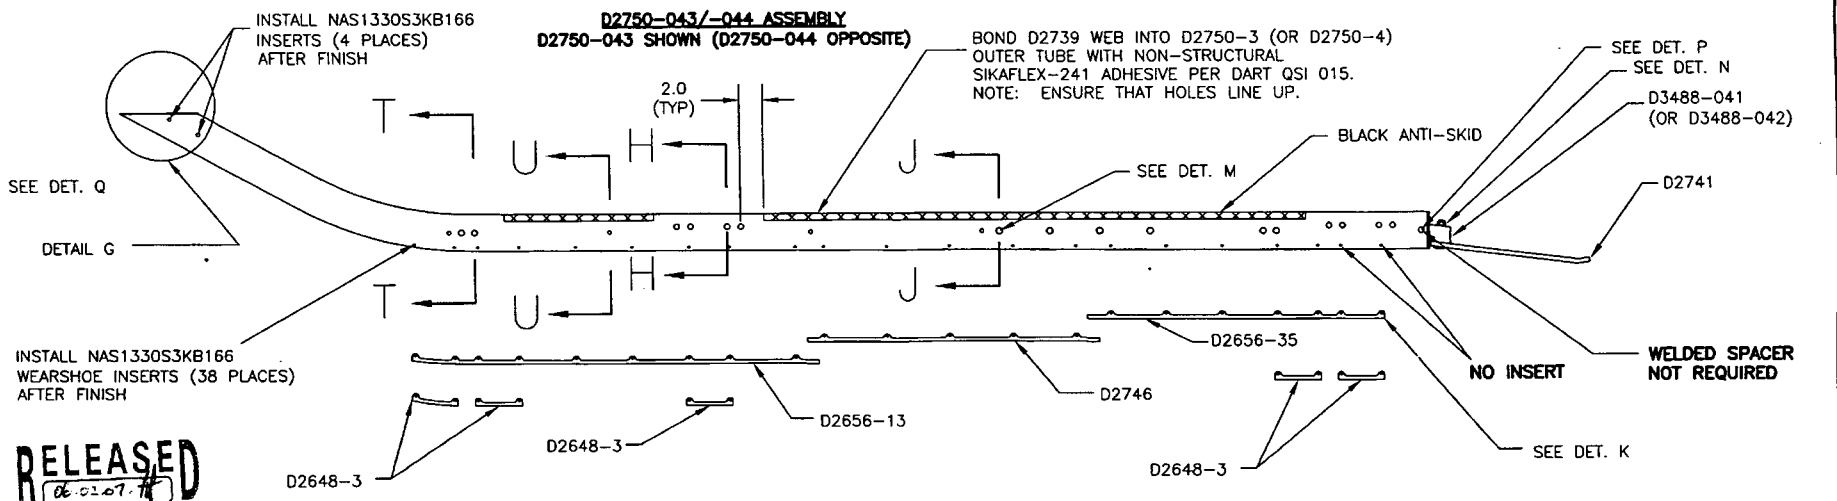 D2750-043/-044 ASSEMBLY
D2750-043 SHOWN (D2750-044 OPPOSITE)
INSTALL NAS1330S3KB166
INSERTS (4 PLACES)
AFTER FINISH
BOND D2739 WEB INTO D2750-3 (OR D2750-4)
OUTER TUBE WITH NON-STRUCTURAL
SIKAFLEX-241 ADHESIVE PER DART QSI 015.
NOTE: ENSURE THAT HOLES LINE UP.
SEE DET. P
SEE DET. N
D3488-041
(OR D3488-042)
2.0
(TYP)
T
U
H
J
BLACK ANTI-SKID
SEE DET. M
D2741
SEE DET. Q
DETAIL G
T
U
H
J
INSTALL NAS1330S3KB166
WEARSHOE INSERTS (38 PLACES)
AFTER FINISH
D2656-35
NO INSERT
WELDED SPACER
NOT REQUIRED
D2746
D2656-13
D2648-3
D2648-3
D2648-3
SEE DET. K
RELEASED